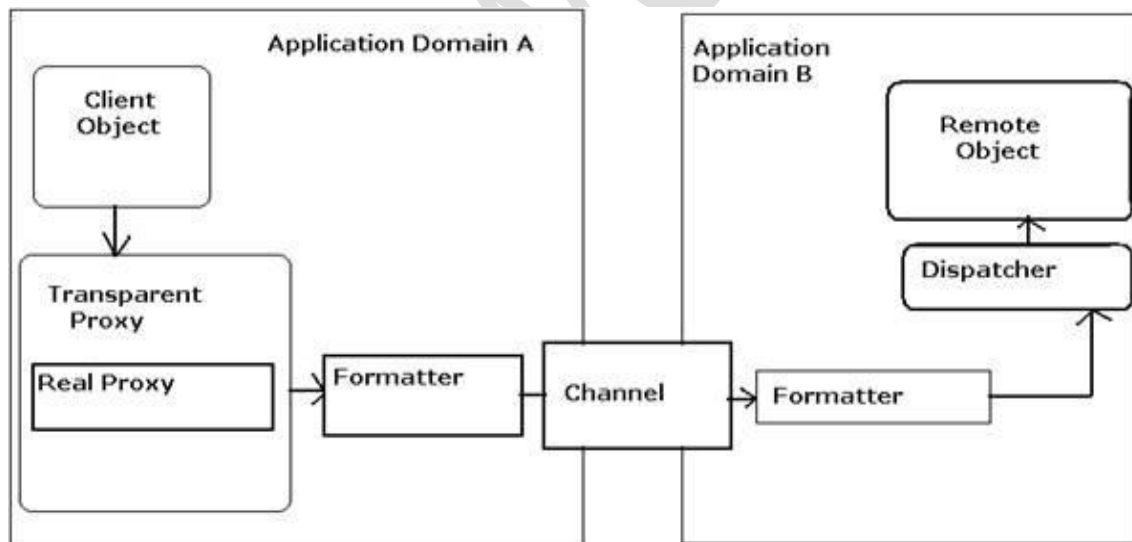 Application Domain A
Client
Object
Transparent
Proxy
Real Proxy
Formatter
Channel
Application
Domain B
Remote
Object
Dispatcher
Formatter